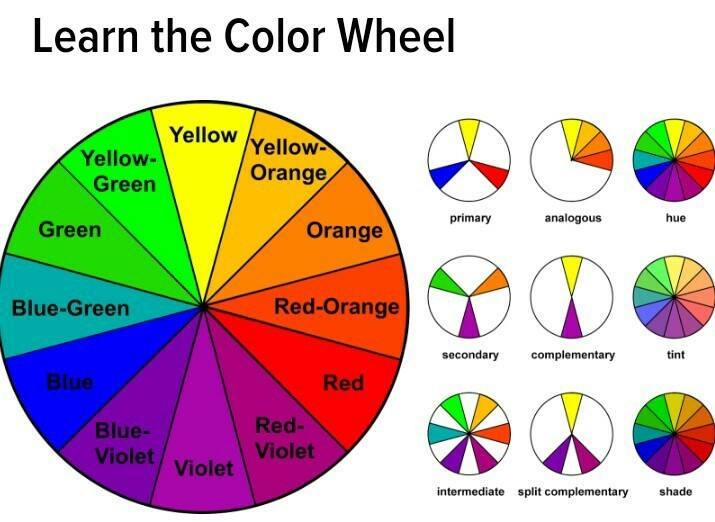 Learn the Color Wheel
Yellow
Yellow-
Orange
Orange
Red-Orange
Red
Red-
Violet
Violet
Blue-
Violet
Blue
Blue-Green
Green
Yellow-
Green
primary
analogous
hue
secondary
complementary
tint
intermediate
split complementary
shade